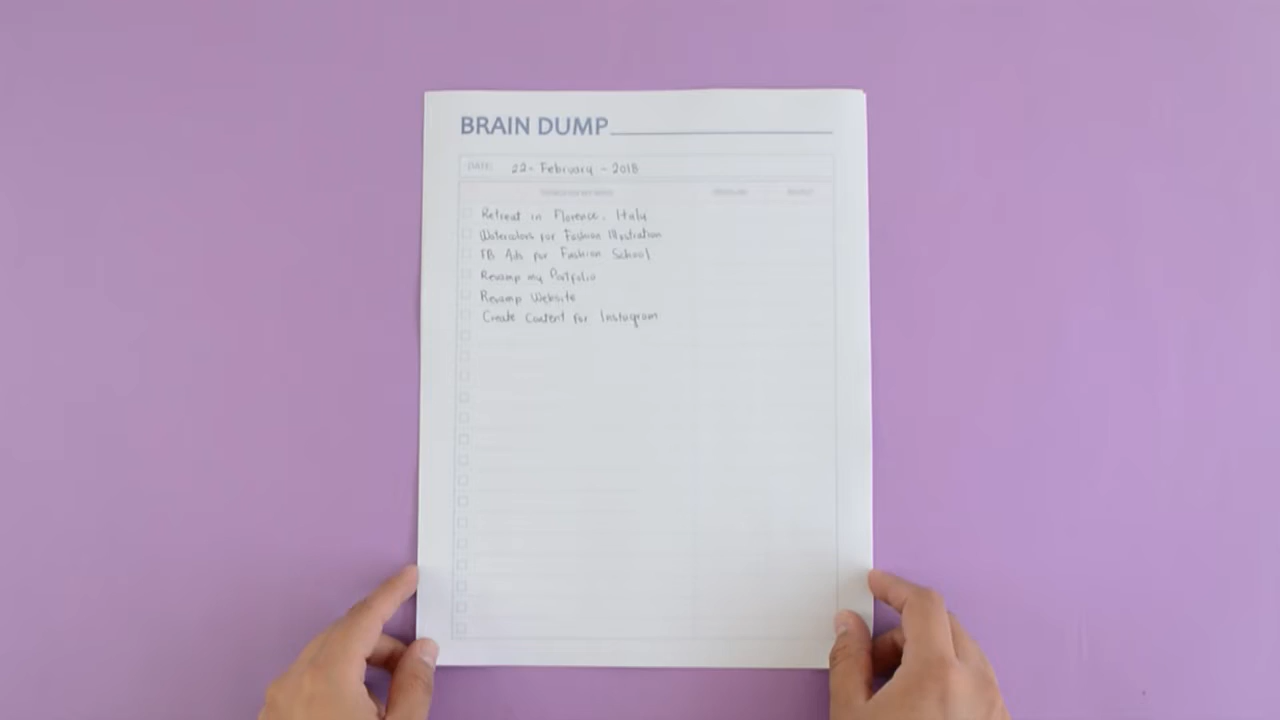 BRAIN DUMP
DATE: 22- February - 2018
Retreat in Florence, Italy
Watercolors for Fashion Illustration
FB Ads for Fashion School
Revamp my Portfolio
Revamp Website
Create Content for Instagram